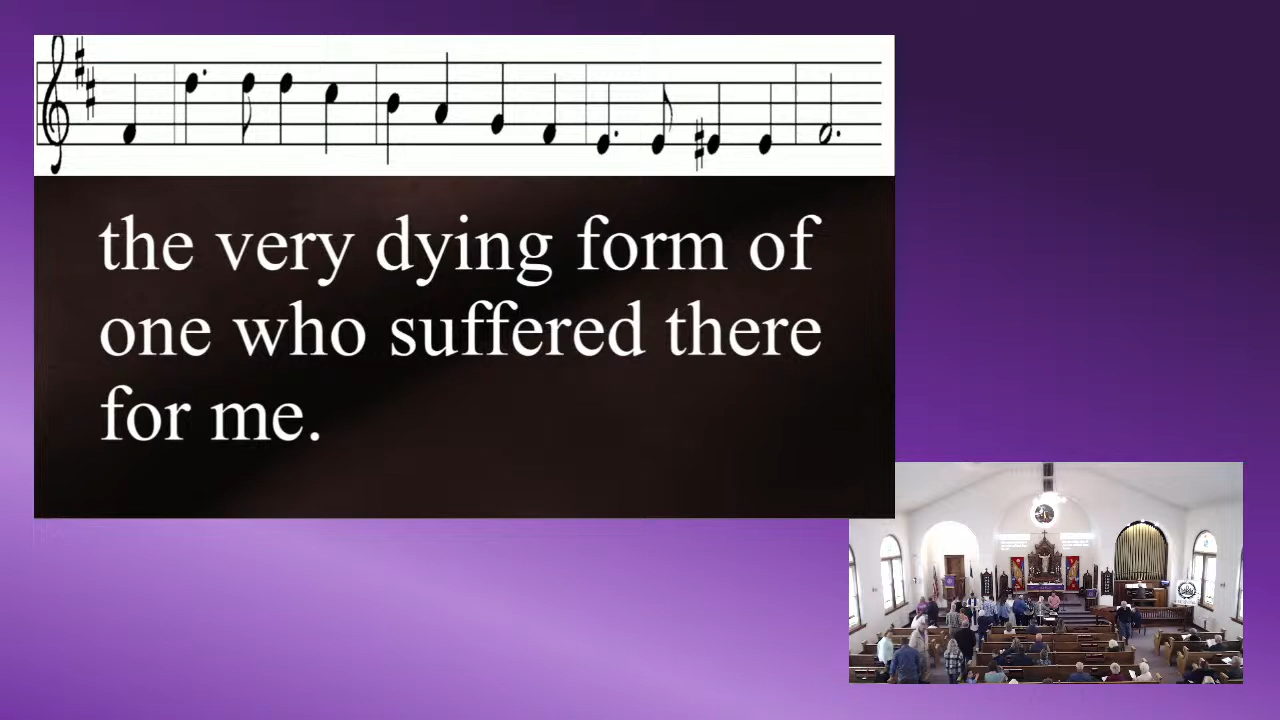 the very dying form of
one who suffered there
for me.